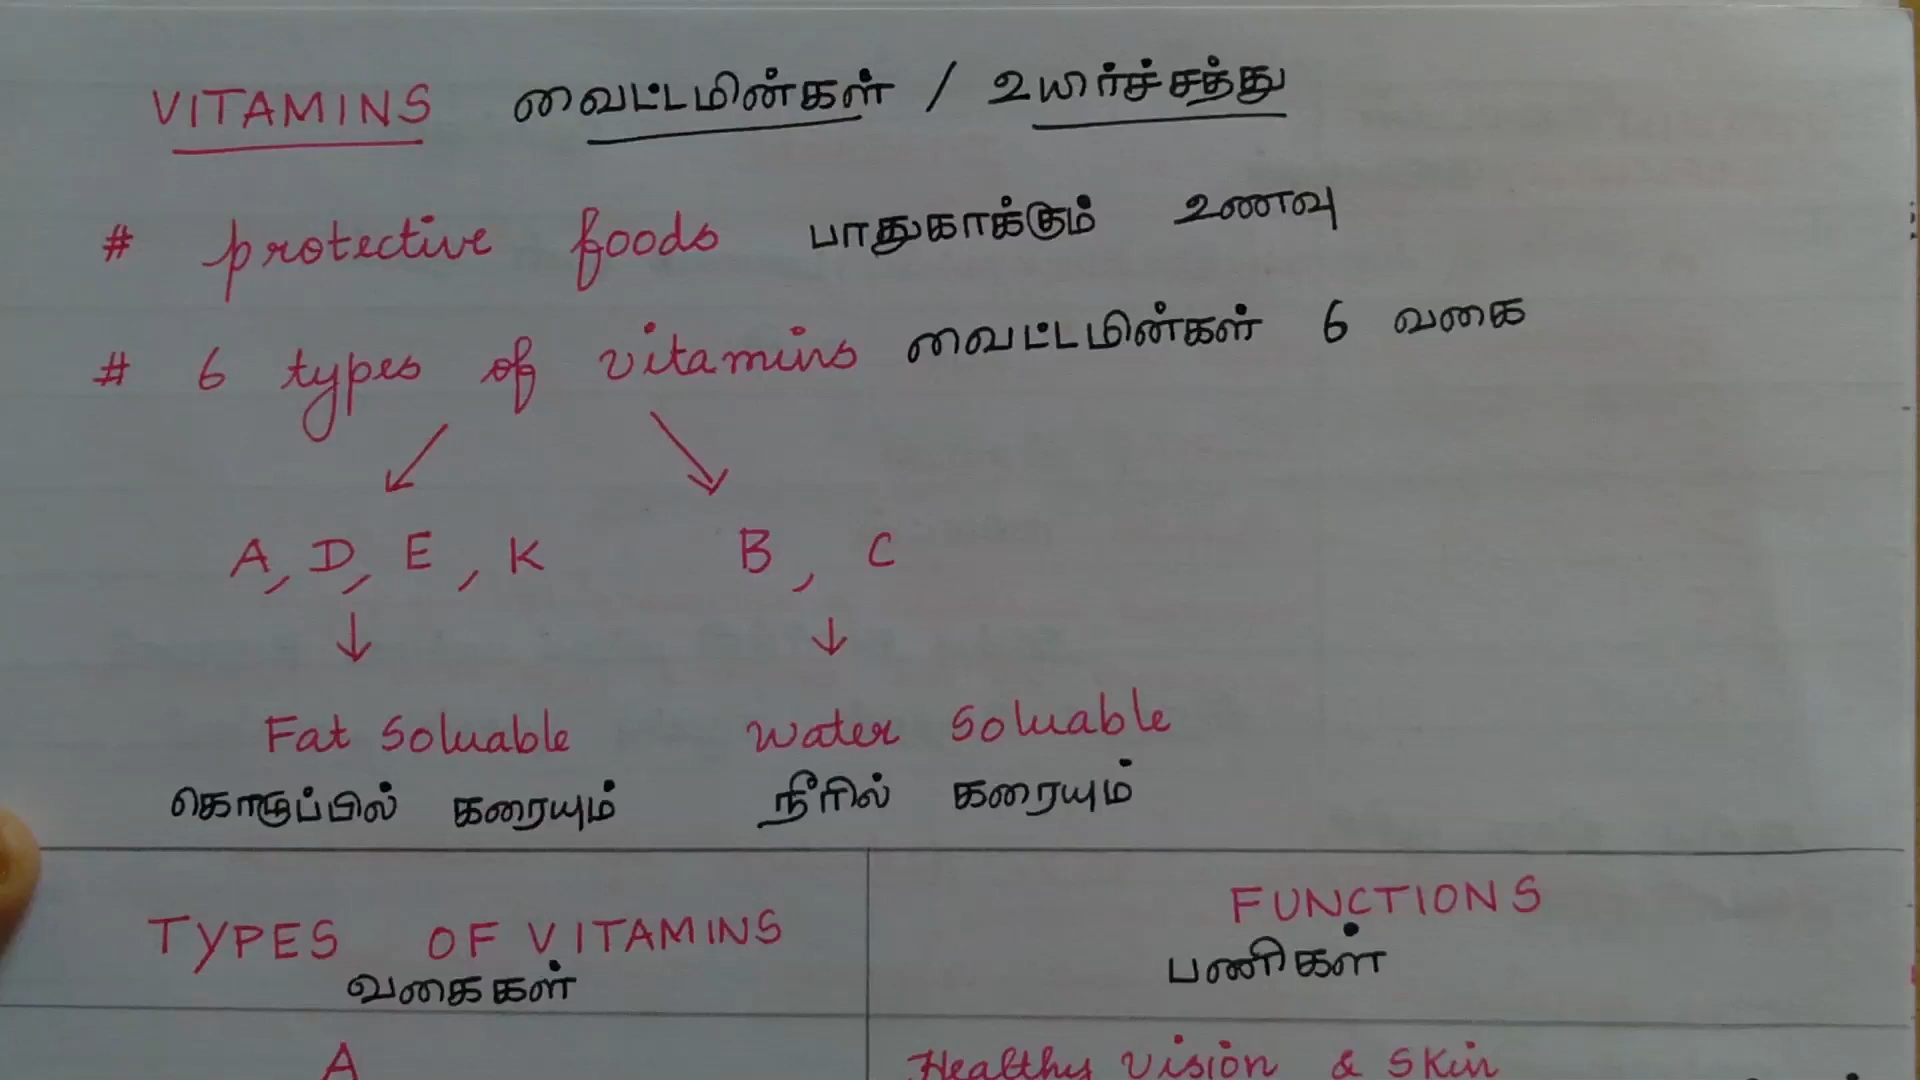 VITAMINS வைட்டமின்கள் / உயிர்ச்சத்து
# protective foods பாதுகாக்கும் உணவு
# 6 types of vitamins வைட்டமின்கள் 6 வகை
A, D, E, K B, C
Fat Soluable Water Soluable
கொழுப்பில் கரையும் நீரில் கரையும்
TYPES OF VITAMINS FUNCTIONS
வகைகள் பணிகள்
A Healthy Vision & Skin